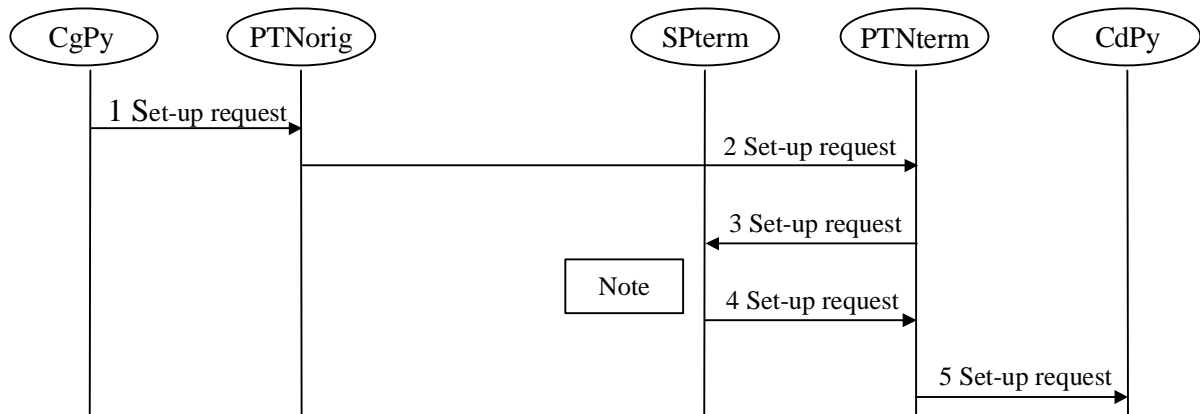 CgPy PTNorig SPterm PTNterm CdPy
1 Set-up request
2 Set-up request
3 Set-up request
Note
4 Set-up request
5 Set-up request